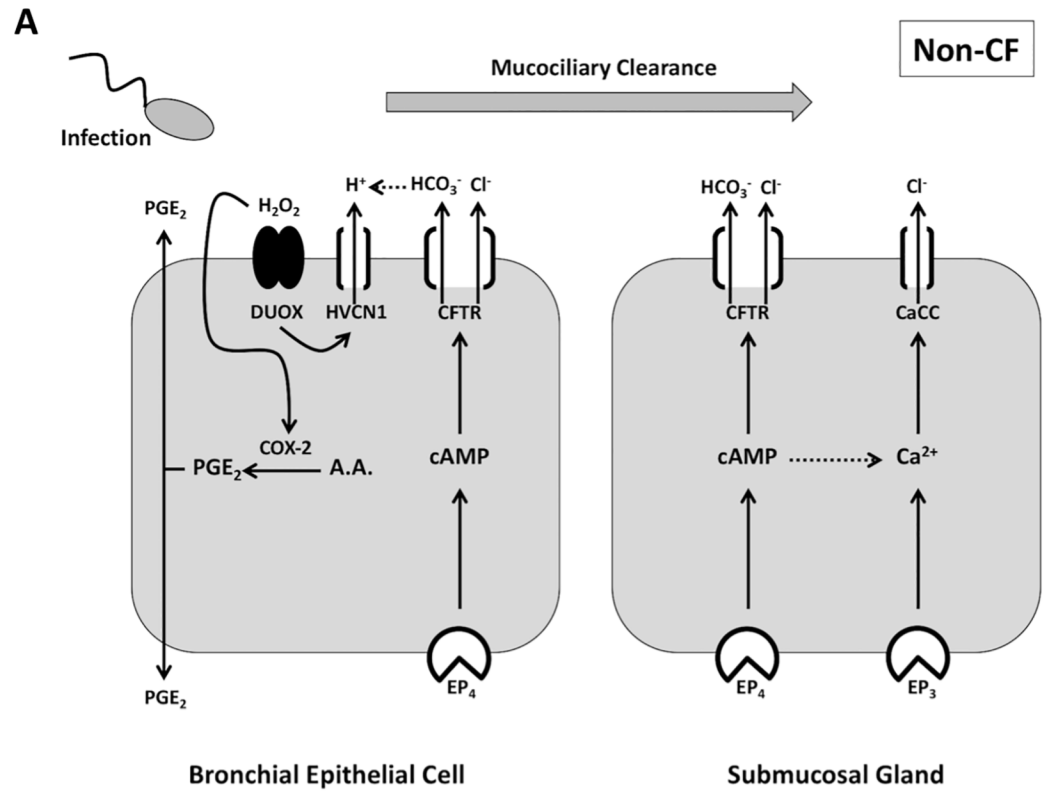 A
Non-CF
Mucociliary Clearance
Infection
PGE₂
H₂O₂
H⁺
HCO₃⁻ Cl⁻
HCO₃⁻ Cl⁻
Cl⁻
DUOX
HVCN1
CFTR
CFTR
CaCC
COX-2
PGE₂
A.A.
cAMP
cAMP
Ca²⁺
PGE₂
EP₄
EP₄
EP₃
Bronchial Epithelial Cell
Submucosal Gland